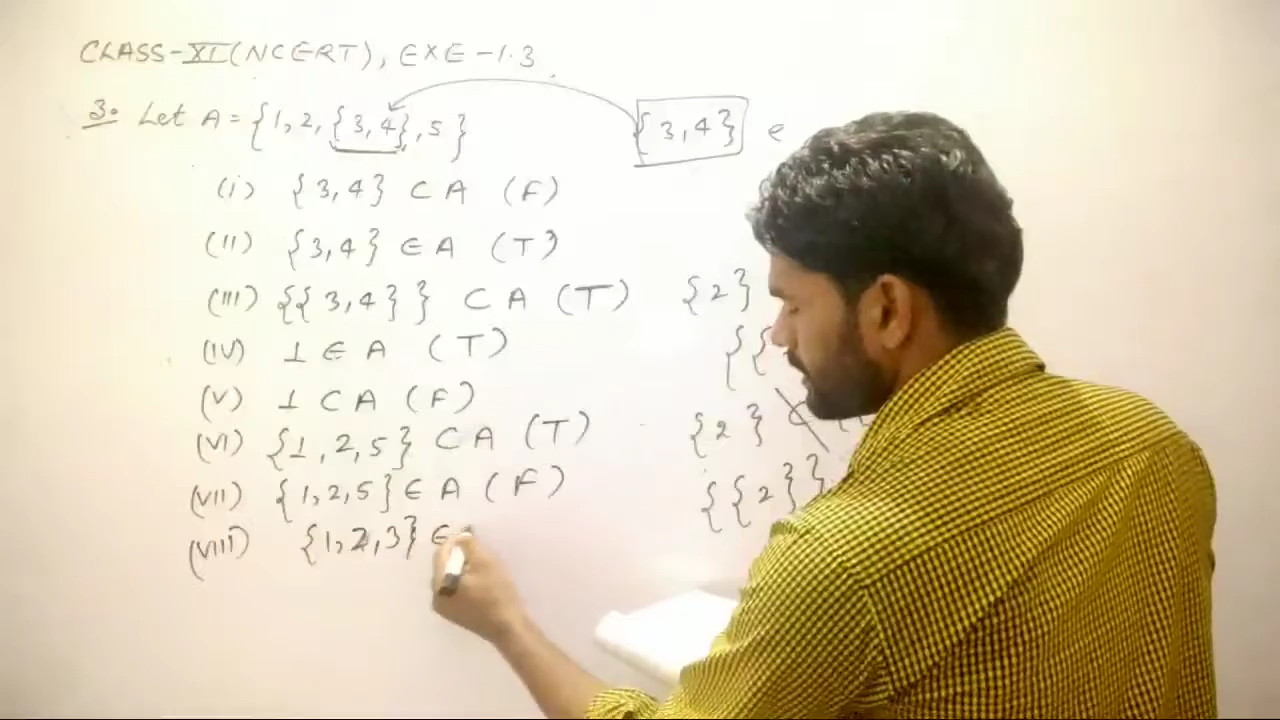 CLASS-XI (NCERT), EXE-1.3
3. Let A = {1, 2, {3, 4}, 5}
{3, 4} e
(i) {3, 4} ⊂ A (F)
(II) {3, 4} ∈ A (T)
(III) {{3, 4}} ⊂ A (T)
{2}
(IV) 1 ∈ A (T)
{{
(V) 1 ⊂ A (F)
(VI) {1, 2, 5} ⊂ A (T)
{2}
(VII) {1, 2, 5} ∈ A (F)
{{2}}
(VIII) {1, 2, 3} ∈